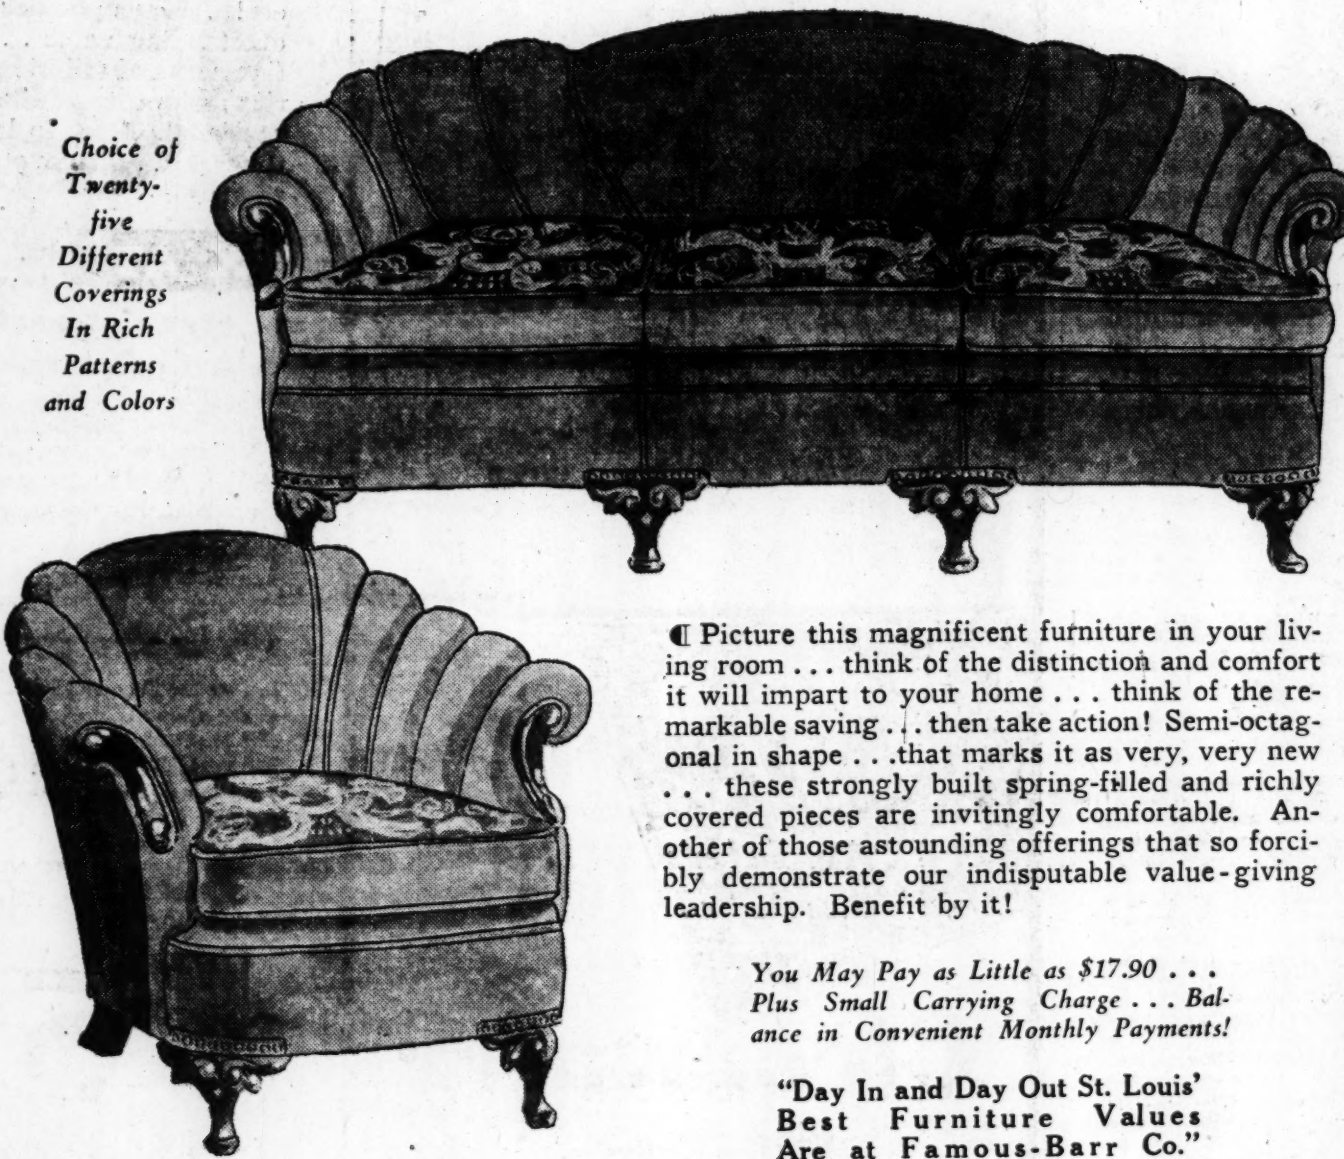 Choice of
Twenty-
five
Different
Coverings
In Rich
Patterns
and Colors
¶ Picture this magnificent furniture in your liv-
ing room . . . think of the distinction and comfort
it will impart to your home . . . think of the re-
markable saving . . . then take action! Semi-octag-
onal in shape . . .that marks it as very, very new
. . . these strongly built spring-filled and richly
covered pieces are invitingly comfortable. An-
other of those astounding offerings that so forci-
bly demonstrate our indisputable value-giving
leadership. Benefit by it!
You May Pay as Little as $17.90 . . .
Plus Small Carrying Charge . . . Bal-
ance in Convenient Monthly Payments!
“Day In and Day Out St. Louis’
Best Furniture Values
Are at Famous-Barr Co.”